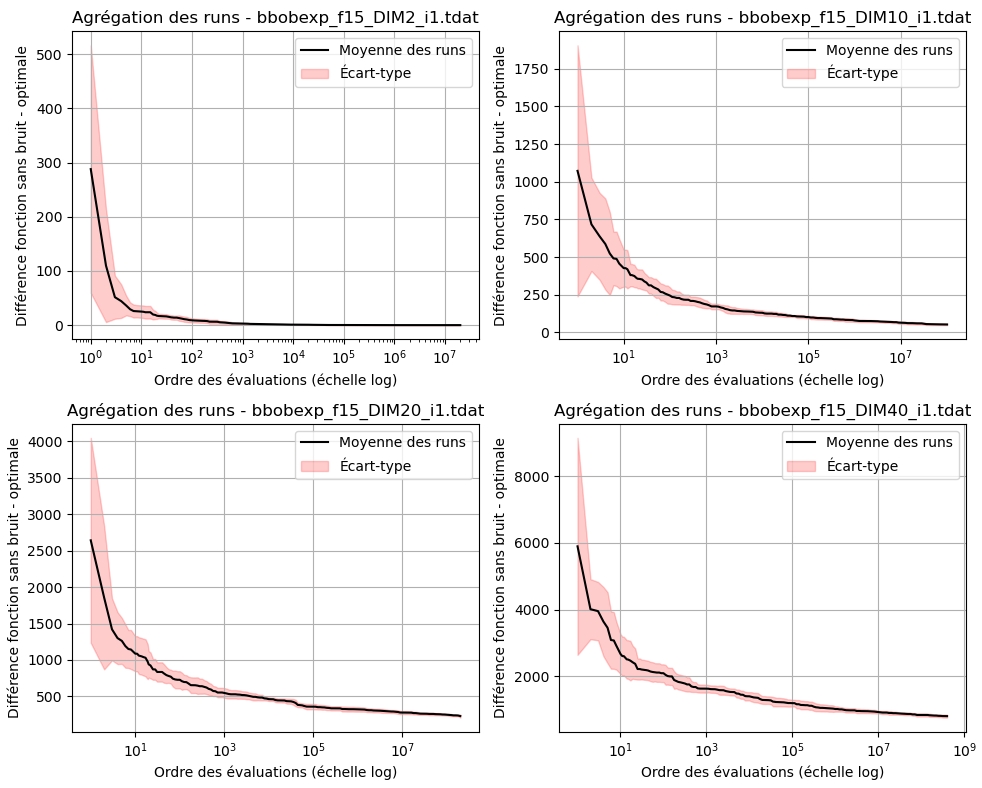 Agrégation des runs - bbobexp_f15_DIM2_i1.tdat
Différence fonction sans bruit - optimale
500
400
300
200
100
0
Moyenne des runs
Écart-type
10^0 10^1 10^2 10^3 10^4 10^5 10^6 10^7
Ordre des évaluations (échelle log)
Agrégation des runs - bbobexp_f15_DIM10_i1.tdat
Différence fonction sans bruit - optimale
1750
1500
1250
1000
750
500
250
0
Moyenne des runs
Écart-type
10^1 10^3 10^5 10^7
Ordre des évaluations (échelle log)
Agrégation des runs - bbobexp_f15_DIM20_i1.tdat
Différence fonction sans bruit - optimale
4000
3500
3000
2500
2000
1500
1000
500
Moyenne des runs
Écart-type
10^1 10^3 10^5 10^7
Ordre des évaluations (échelle log)
Agrégation des runs - bbobexp_f15_DIM40_i1.tdat
Différence fonction sans bruit - optimale
8000
6000
4000
2000
Moyenne des runs
Écart-type
10^1 10^3 10^5 10^7 10^9
Ordre des évaluations (échelle log)